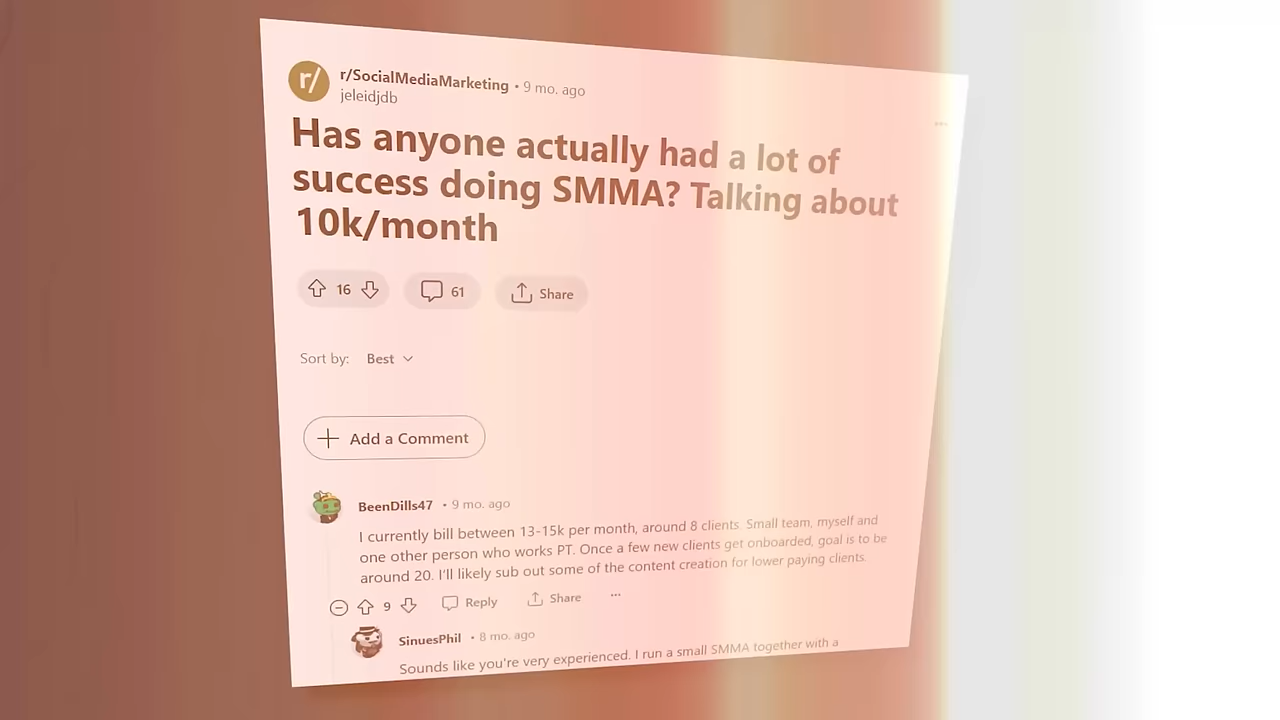 r/SocialMediaMarketing • 9 mo. ago
jeleidjdb
Has anyone actually had a lot of
success doing SMMA? Talking about
10k/month
16
61
Share
Sort by: Best
Add a Comment
BeenDills47 • 9 mo. ago
I currently bill between 13-15k per month, around 8 clients. Small team, myself and
one other person who works PT. Once a few new clients get onboarded, goal is to be
around 20. I'll likely sub out some of the content creation for lower paying clients.
9 Reply Share ...
SinuesPhil • 8 mo. ago
Sounds like you're very experienced. I run a small SMMA together with a